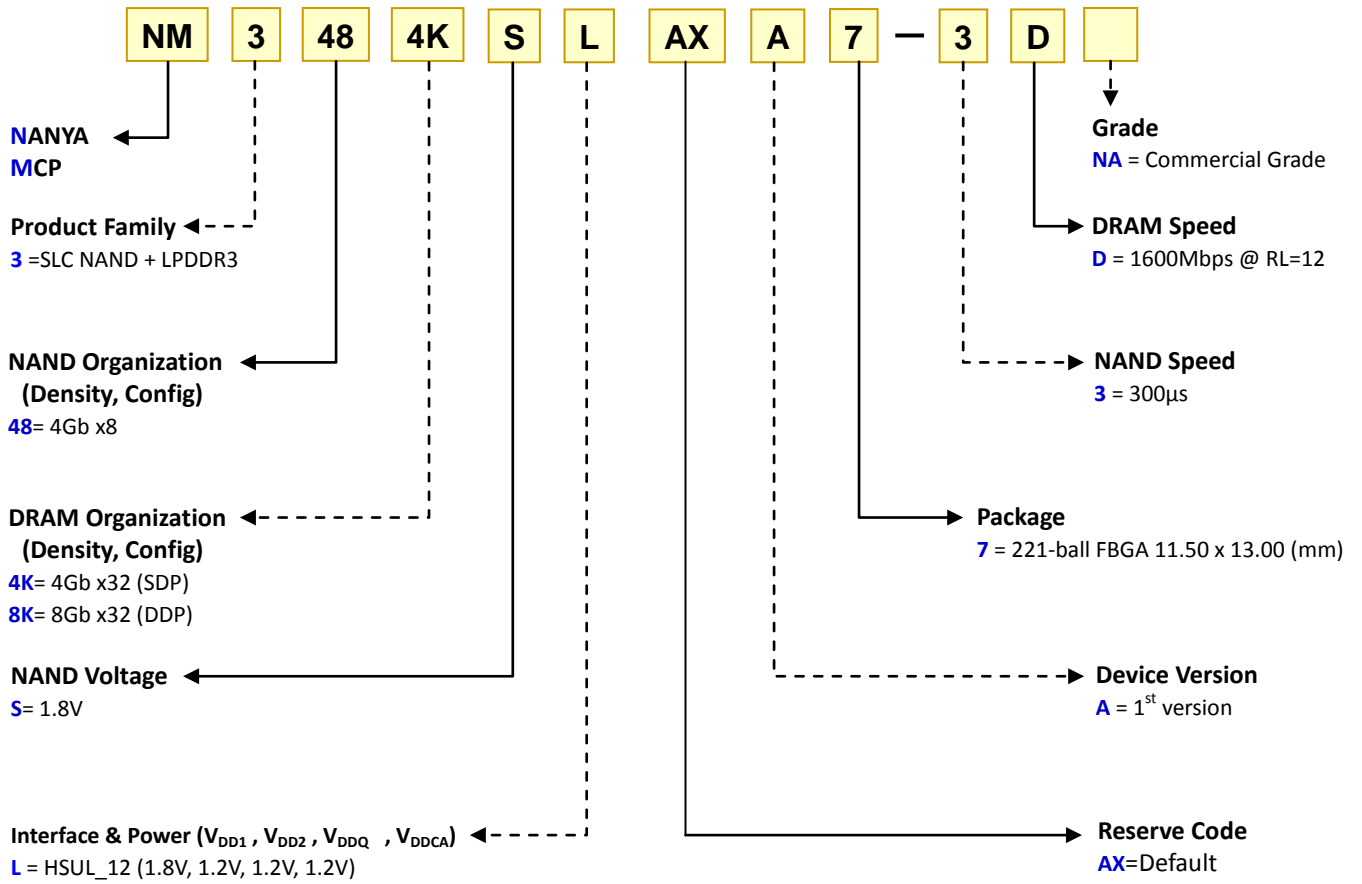 NM 3 48 4K S L AX A 7 – 3 D
NANYA
MCP
Product Family
3 =SLC NAND + LPDDR3
NAND Organization
(Density, Config)
48= 4Gb x8
DRAM Organization
(Density, Config)
4K= 4Gb x32 (SDP)
8K= 8Gb x32 (DDP)
NAND Voltage
S= 1.8V
Interface & Power (VDD1 , VDD2 , VDDQ , VDDCA)
L = HSUL_12 (1.8V, 1.2V, 1.2V, 1.2V)
Grade
NA = Commercial Grade
DRAM Speed
D = 1600Mbps @ RL=12
NAND Speed
3 = 300µs
Package
7 = 221-ball FBGA 11.50 x 13.00 (mm)
Device Version
A = 1st version
Reserve Code
AX=Default